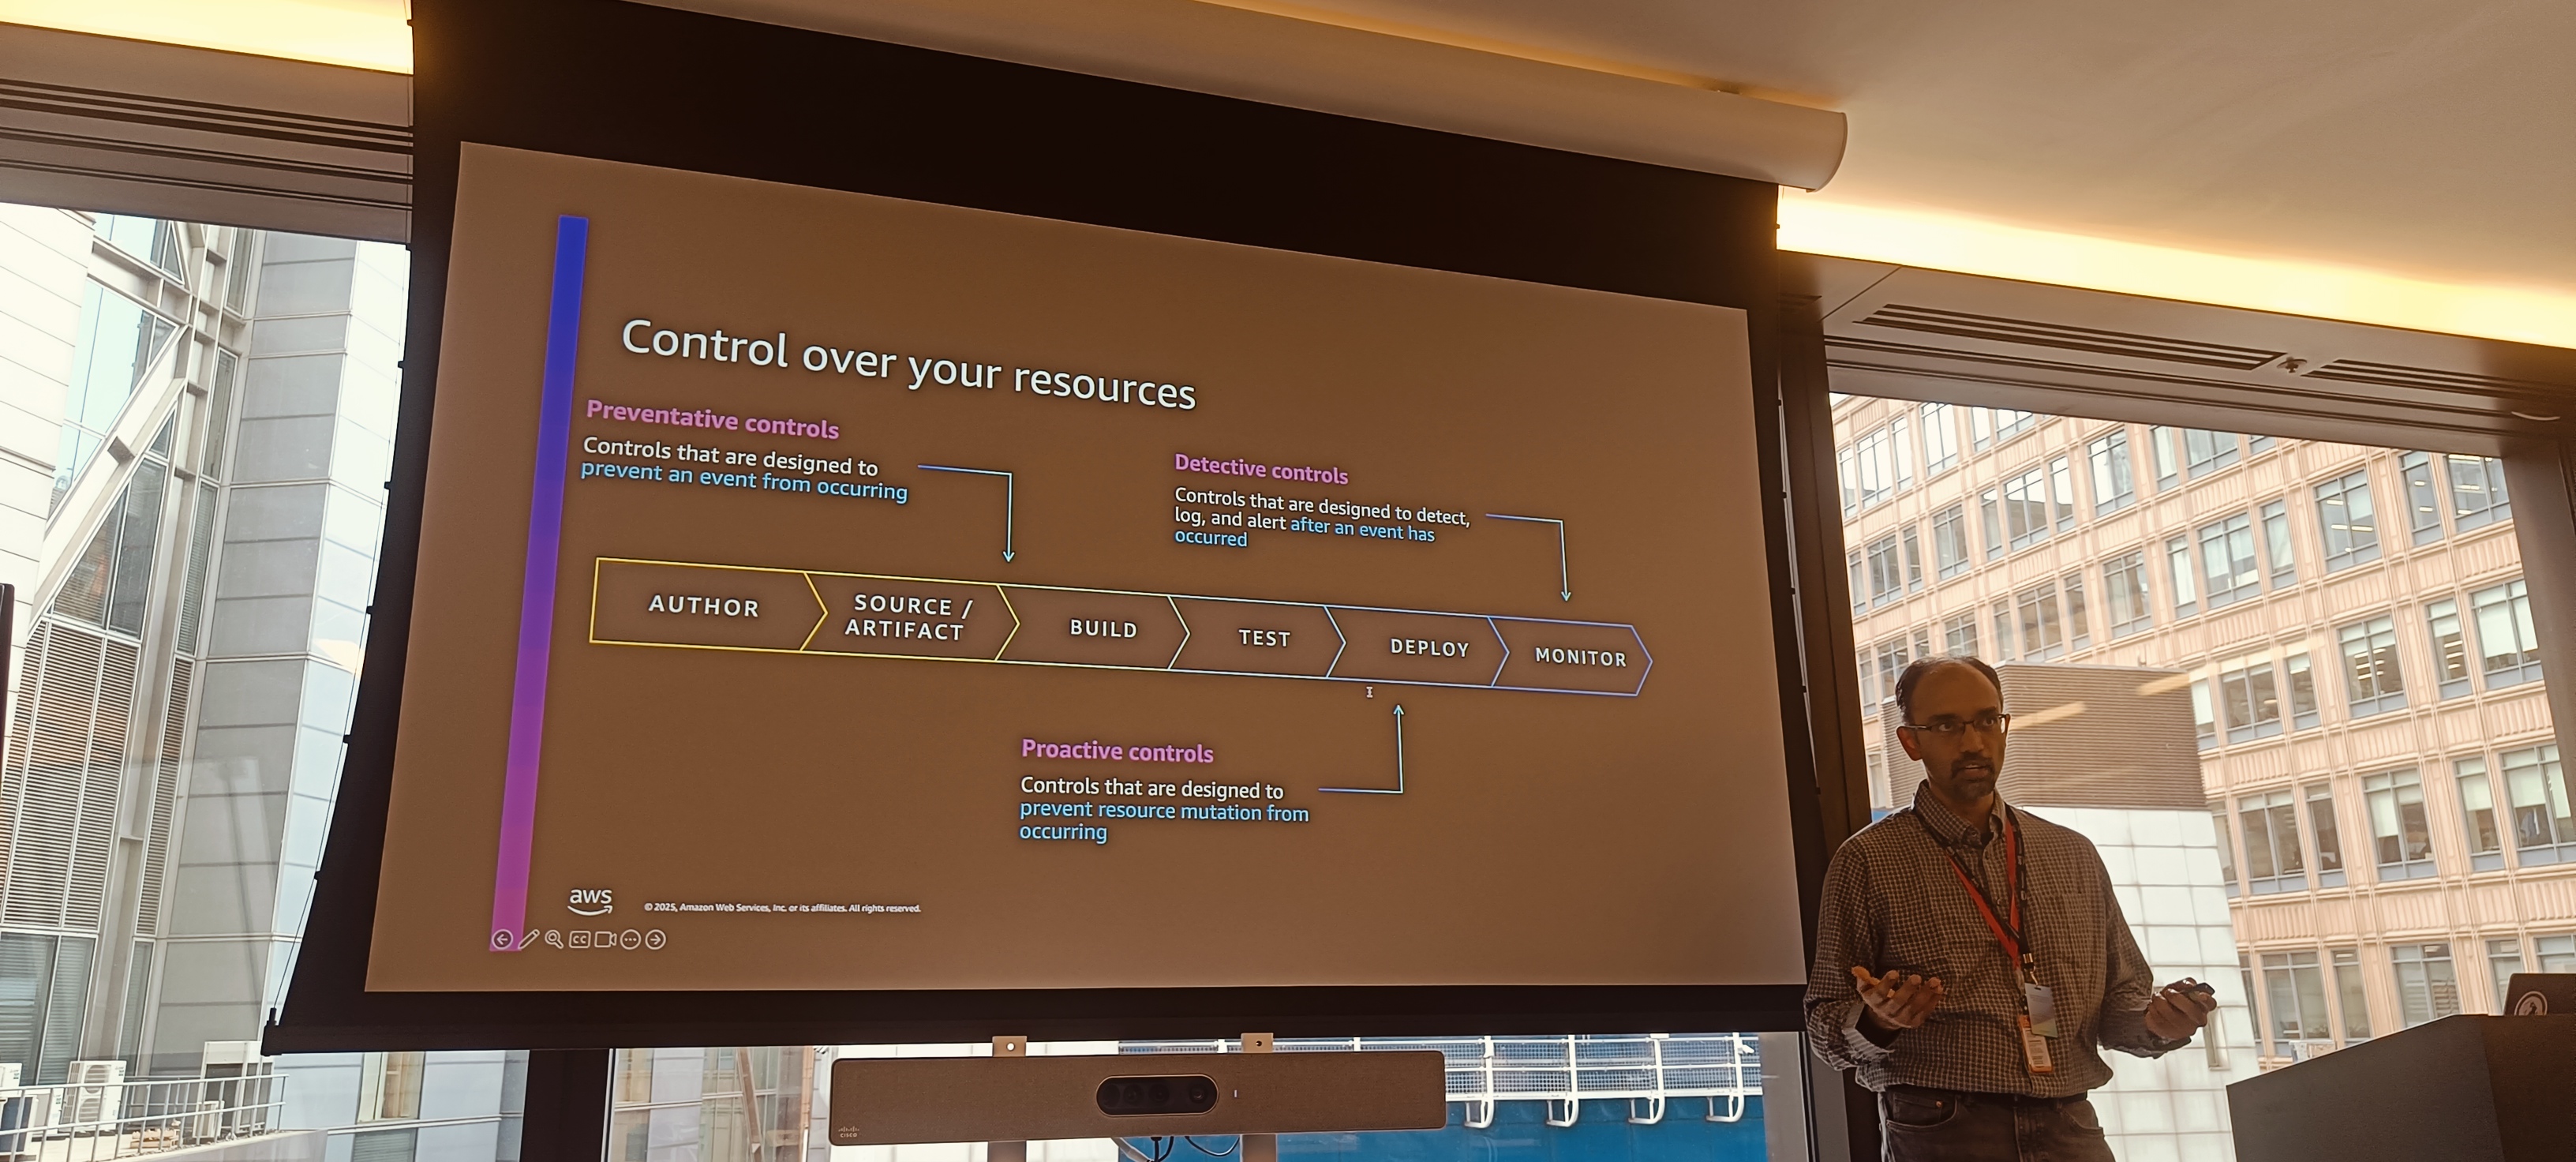 Control over your resources
Preventative controls
Controls that are designed to
prevent an event from occurring
Detective controls
Controls that are designed to detect,
log, and alert after an event has
occurred
AUTHOR
SOURCE /
ARTIFACT
BUILD
TEST
DEPLOY
MONITOR
Proactive controls
Controls that are designed to
prevent resource mutation from
occurring
aws
© 2025, Amazon Web Services, Inc. or its affiliates. All rights reserved.
CC
CISCO